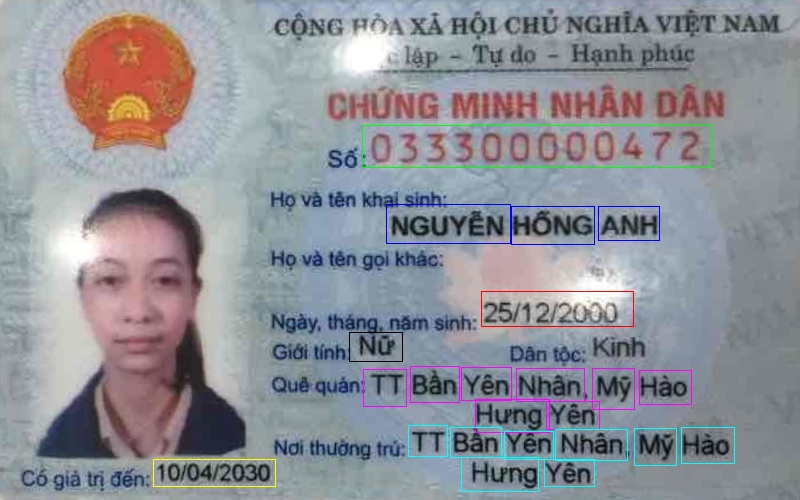 CỘNG HÒA XÃ HỘI CHỦ NGHĨA VIỆT NAM
lập - Tự do - Hạnh phúc
CHỨNG MINH NHÂN DÂN
Số: 033300000472
Họ và tên khai sinh:
NGUYỄN HỒNG ANH
Họ và tên gọi khác:
Ngày, tháng, năm sinh: 25/12/2000
Giới tính: Nữ Dân tộc: Kinh
Quê quán: TT Bần Yên Nhân, Mỹ Hào
Hưng Yên
Nơi thường trú: TT Bần Yên Nhân, Mỹ Hào
Hưng Yên
Có giá trị đến: 10/04/2030